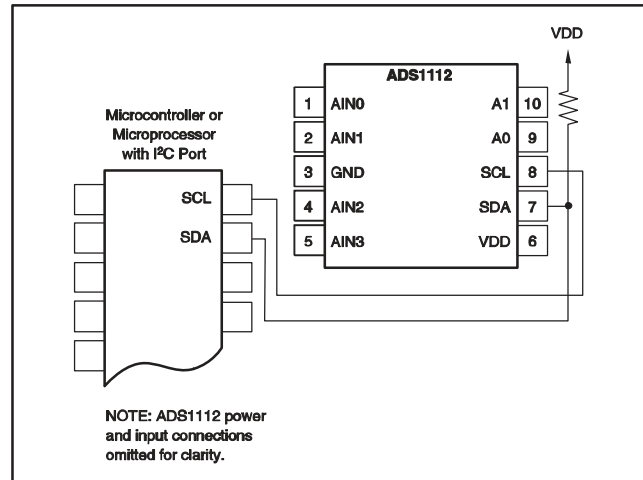 VDD
ADS1112
1 AIN0 A1 10
2 AIN1 A0 9
3 GND SCL 8
4 AIN2 SDA 7
5 AIN3 VDD 6
Microcontroller or
Microprocessor
with I²C Port
SCL
SDA
NOTE: ADS1112 power
and input connections
omitted for clarity.